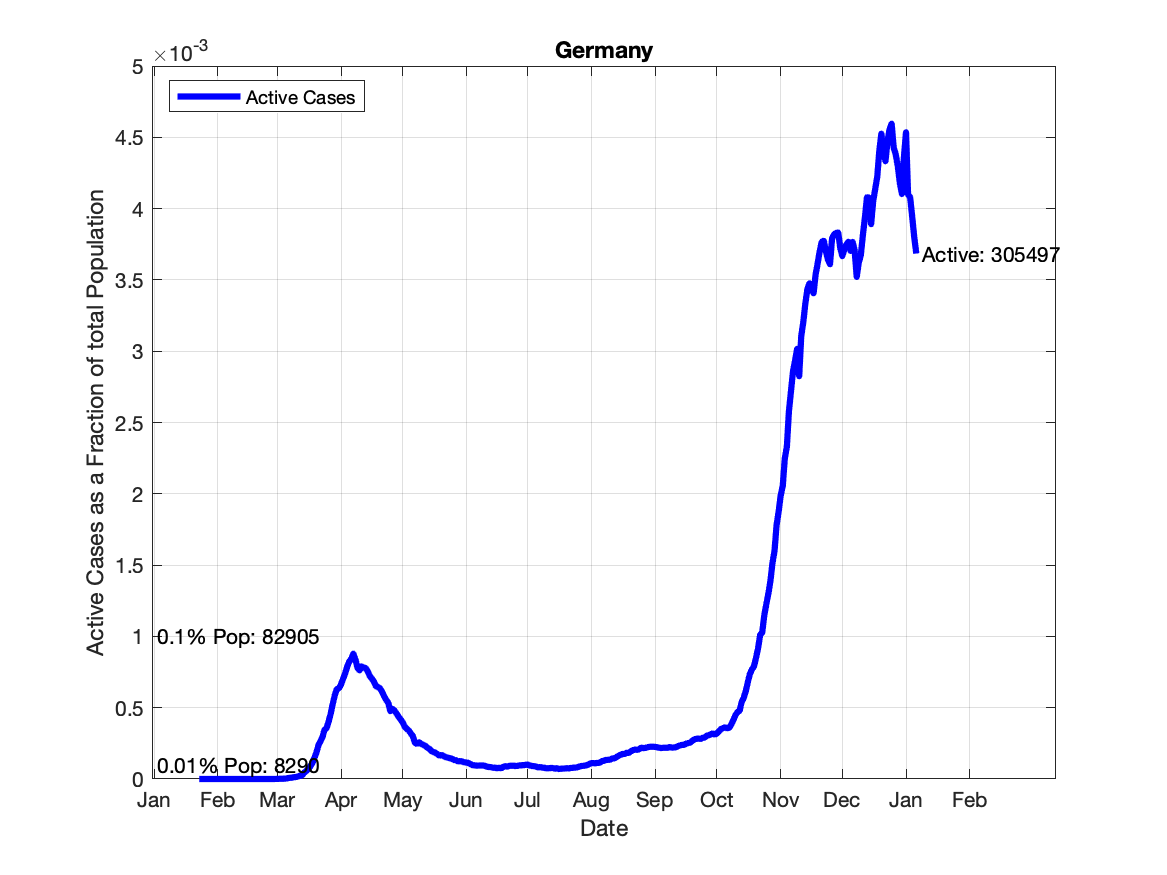 Germany
×10-3
Active Cases
5
4.5
4
3.5
3
2.5
2
1.5
1
0.5
0
Active Cases as a Fraction of total Population
Active: 305497
0.1% Pop: 82905
0.01% Pop: 8290
Jan Feb Mar Apr May Jun Jul Aug Sep Oct Nov Dec Jan Feb
Date